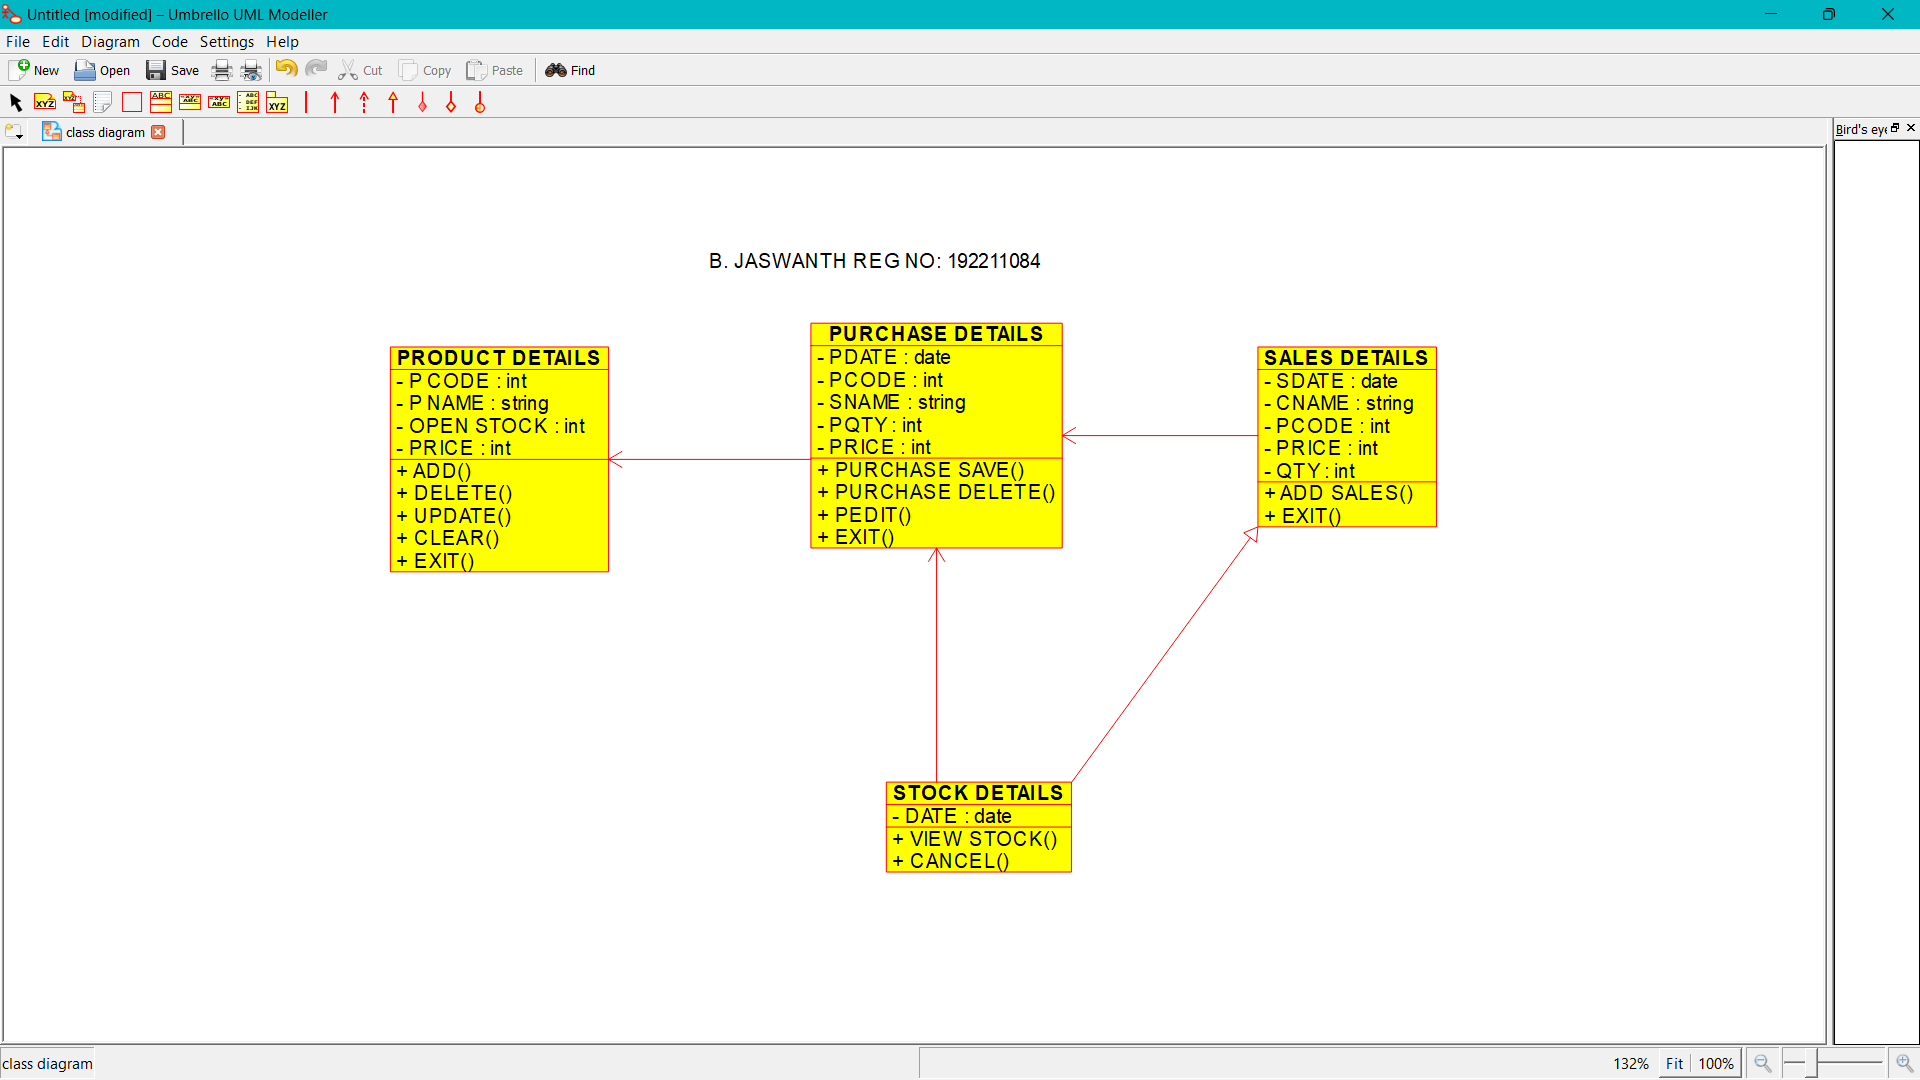 Untitled [modified] – Umbrello UML Modeller
File Edit Diagram Code Settings Help
New Open Save Cut Copy Paste Find
class diagram
Bird's eye
B. JASWANTH REG NO: 192211084
PRODUCT DETAILS
- P CODE : int
- P NAME : string
- OPEN STOCK : int
- PRICE : int
+ ADD()
+ DELETE()
+ UPDATE()
+ CLEAR()
+ EXIT()
PURCHASE DETAILS
- PDATE : date
- PCODE : int
- SNAME : string
- PQTY : int
- PRICE : int
+ PURCHASE SAVE()
+ PURCHASE DELETE()
+ PEDIT()
+ EXIT()
SALES DETAILS
- SDATE : date
- CNAME : string
- PCODE : int
- PRICE : int
- QTY : int
+ ADD SALES()
+ EXIT()
STOCK DETAILS
- DATE : date
+ VIEW STOCK()
+ CANCEL()
class diagram
132% Fit 100%